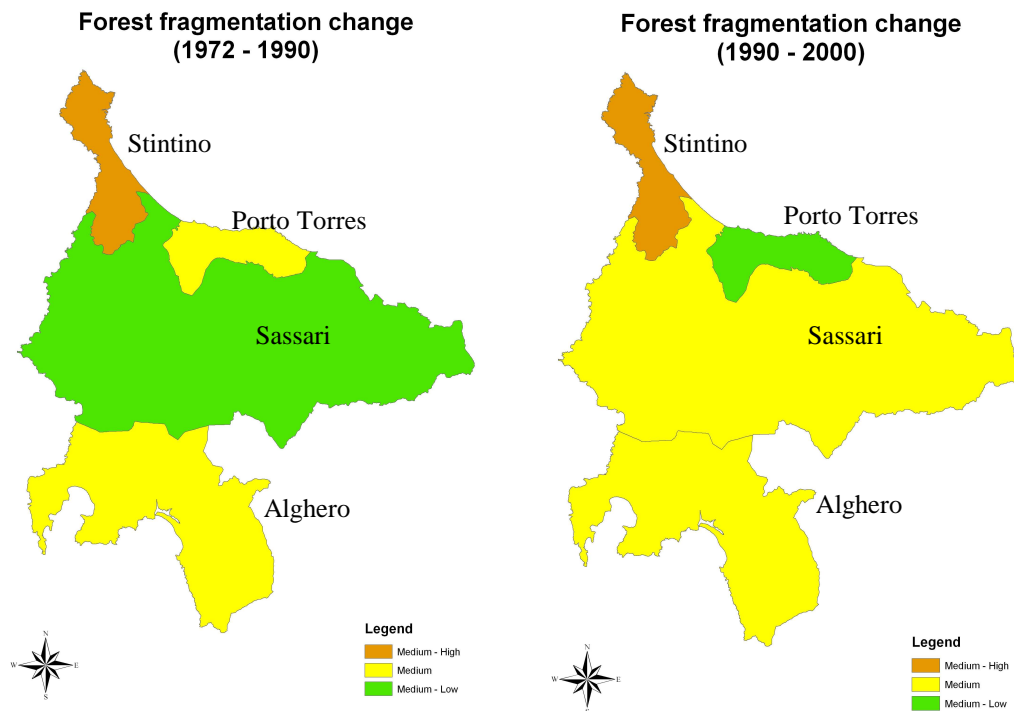 Forest fragmentation change
(1972 - 1990)
Stintino
Porto Torres
Sassari
Alghero
N
W
E
S
Legend
Medium - High
Medium
Medium - Low
Forest fragmentation change
(1990 - 2000)
Stintino
Porto Torres
Sassari
Alghero
N
W
E
Legend
Medium - High
Medium
Medium - Low